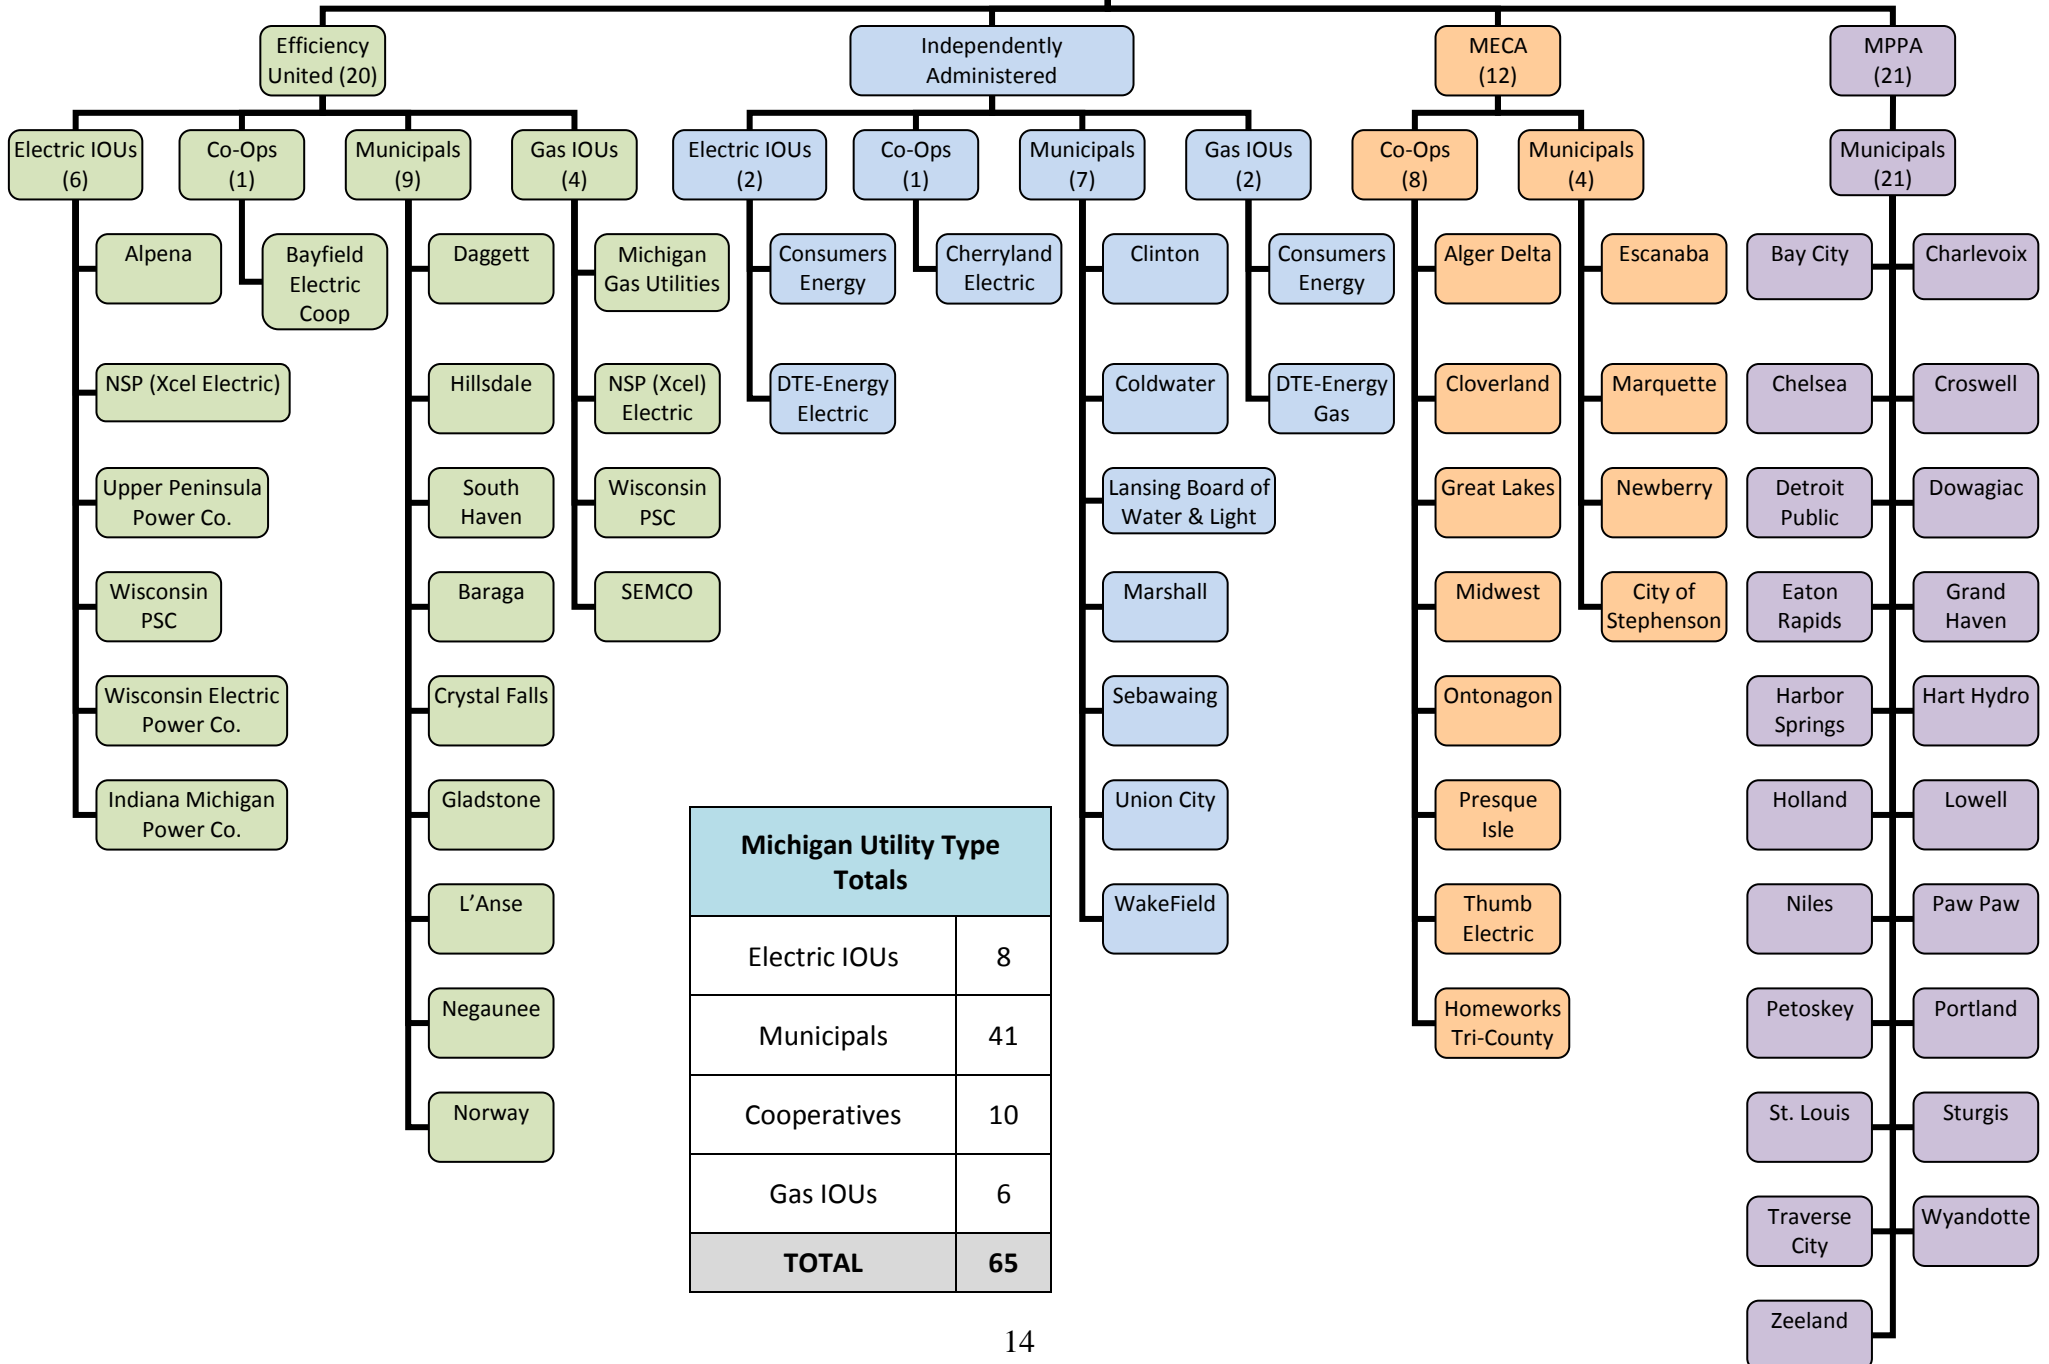 Efficiency
United (20)
Independently
Administered
MECA
(12)
MPPA
(21)
Electric IOUs
(6)
Co-Ops
(1)
Municipals
(9)
Gas IOUs
(4)
Electric IOUs
(2)
Co-Ops
(1)
Municipals
(7)
Gas IOUs
(2)
Co-Ops
(8)
Municipals
(4)
Municipals
(21)
Alpena
NSP (Xcel Electric)
Upper Peninsula
Power Co.
Wisconsin
PSC
Wisconsin Electric
Power Co.
Indiana Michigan
Power Co.
Bayfield
Electric
Coop
Daggett
Hillsdale
South
Haven
Baraga
Crystal Falls
Gladstone
L'Anse
Negaunee
Norway
Michigan
Gas Utilities
NSP (Xcel)
Electric
Wisconsin
PSC
SEMCO
Consumers
Energy
DTE-Energy
Electric
Cherryland
Electric
Clinton
Coldwater
Lansing Board of
Water & Light
Marshall
Sebawaing
Union City
WakeField
Consumers
Energy
DTE-Energy
Gas
Alger Delta
Cloverland
Great Lakes
Midwest
Ontonagon
Presque
Isle
Thumb
Electric
Homeworks
Tri-County
Escanaba
Marquette
Newberry
City of
Stephenson
Bay City
Charlevoix
Chelsea
Croswell
Detroit
Public
Dowagiac
Eaton
Rapids
Grand
Haven
Harbor
Springs
Hart Hydro
Holland
Lowell
Niles
Paw Paw
Petoskey
Portland
St. Louis
Sturgis
Traverse
City
Wyandotte
Zeeland
Michigan Utility Type
Totals
Electric IOUs 8
Municipals 41
Cooperatives 10
Gas IOUs 6
TOTAL 65
14